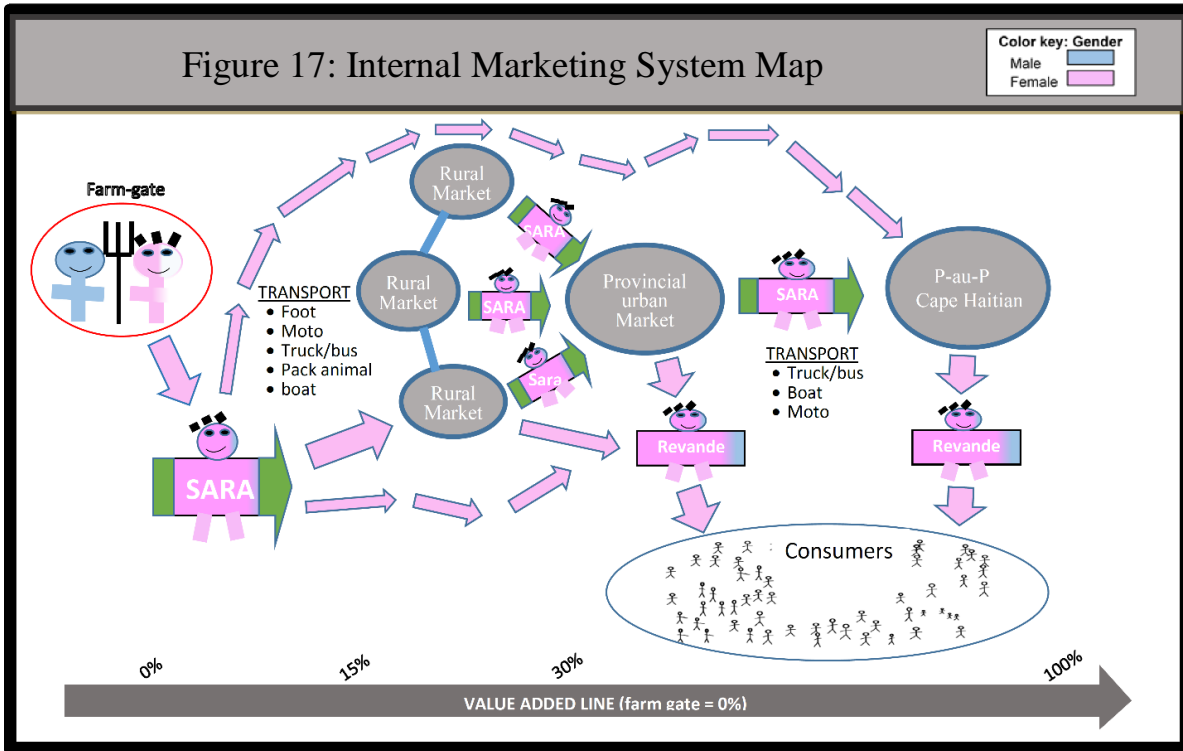 Figure 17: Internal Marketing System Map
Color key: Gender
Male
Female
Farm-gate
Rural
Market
SARA
TRANSPORT
• Foot
• Moto
• Truck/bus
• Pack animal
• boat
Rural
Market
SARA
Provincial
urban
Market
SARA
P-au-P
Cape Haitian
Rural
Market
Sara
TRANSPORT
• Truck/bus
• Boat
• Moto
SARA
Revande
Revande
Consumers
0%
15%
30%
100%
VALUE ADDED LINE (farm gate = 0%)